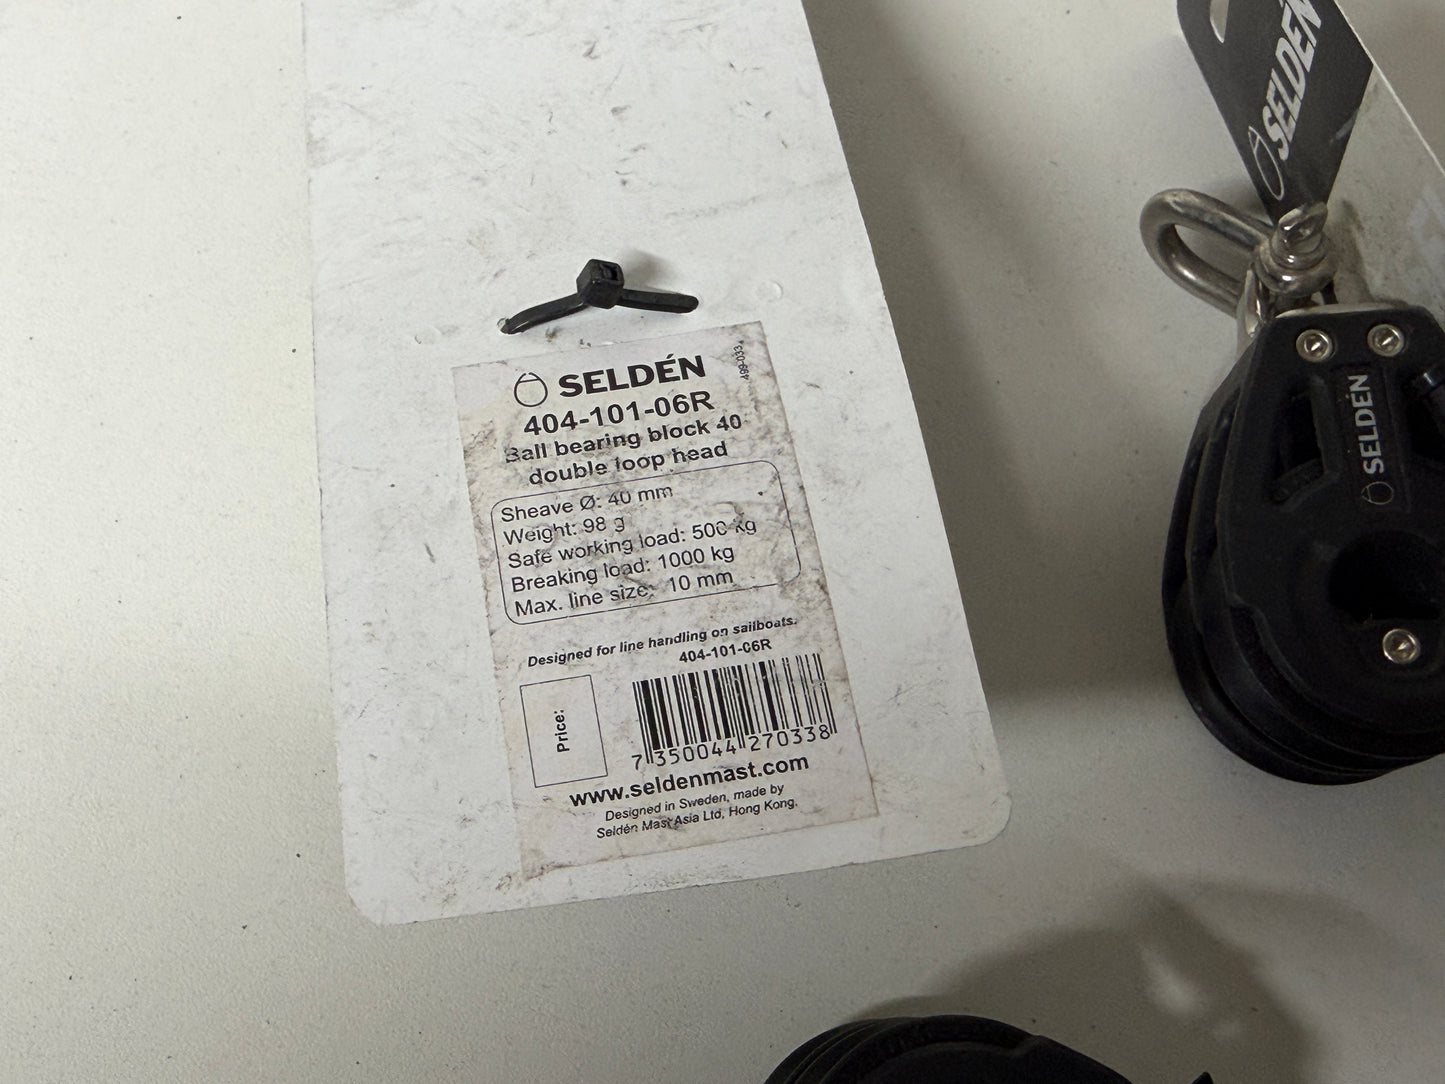 SELDÉN
499-033
404-101-06R
Ball bearing block 40
double loop head
Sheave Ø: 40 mm
Weight: 98 g
Safe working load: 500 kg
Breaking load: 1000 kg
Max. line size: 10 mm
Designed for line handling on sailboats.
404-101-06R
Price:
7 350044 270338
www.seldenmast.com
Designed in Sweden, made by
Seldén Mast Asia Ltd, Hong Kong.
SELDÉN
SELDÉN